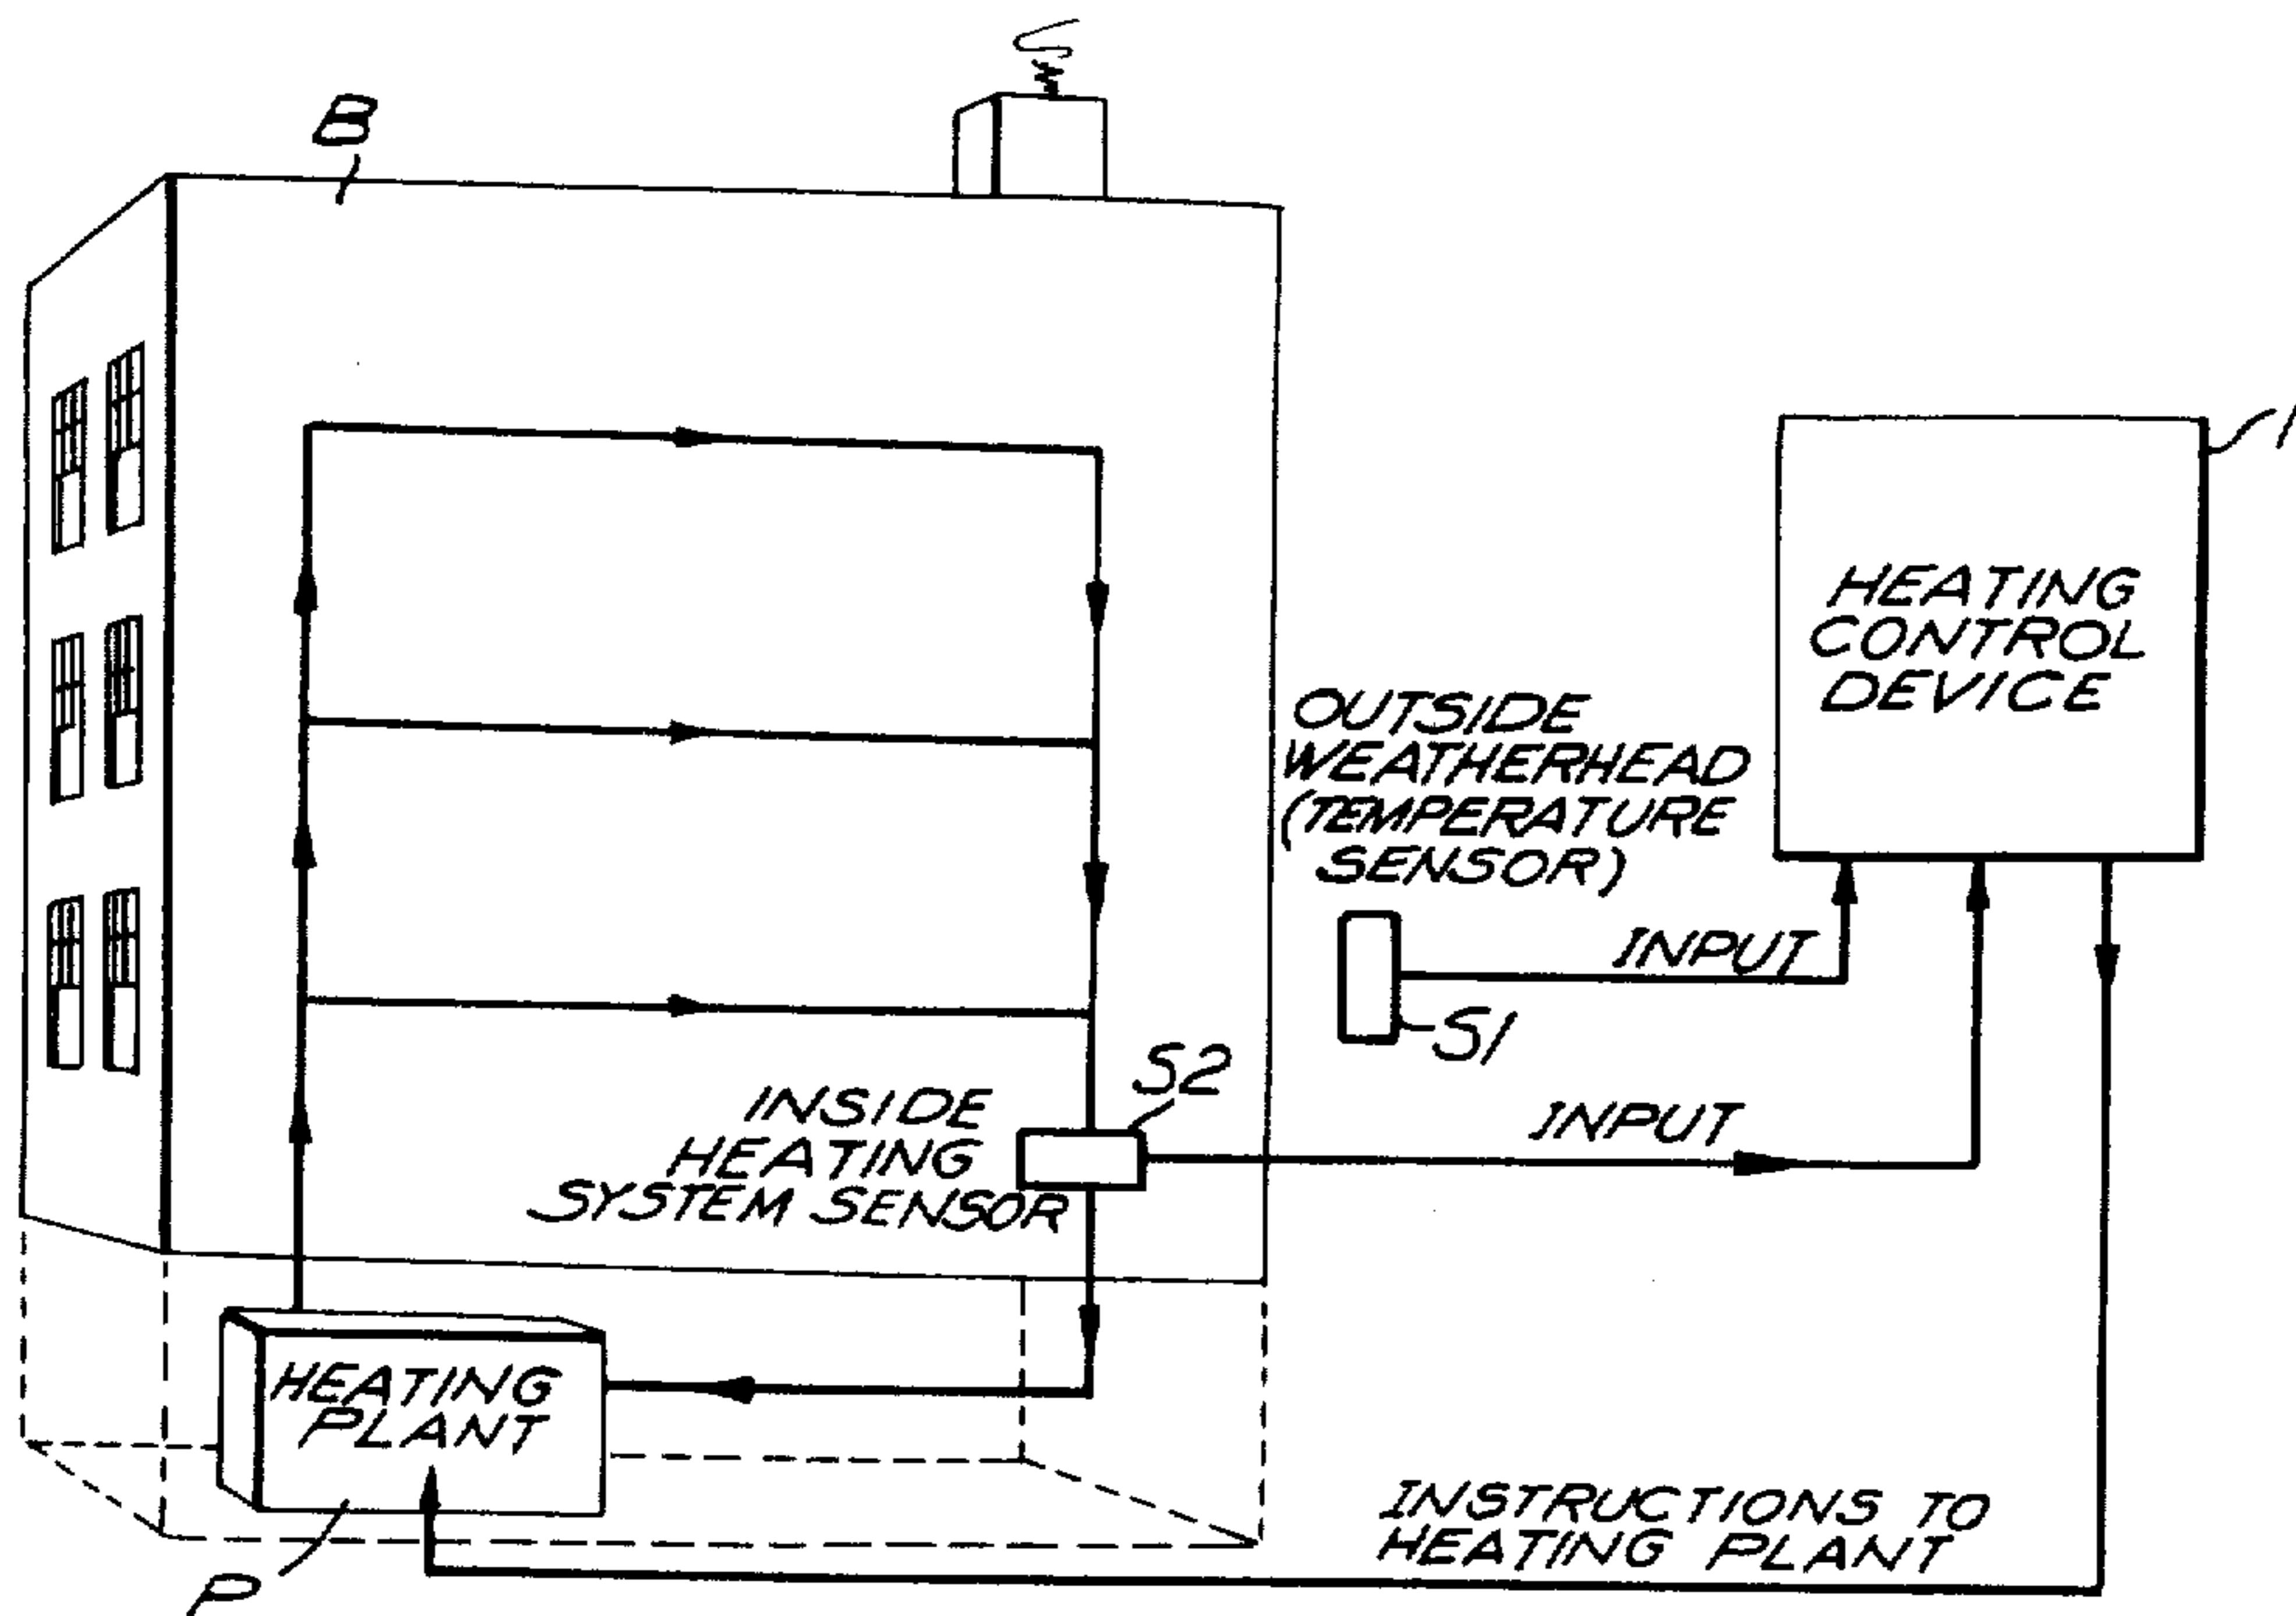 B
1
HEATING
CONTROL
DEVICE
OUTSIDE
WEATHERHEAD
(TEMPERATURE
SENSOR)
INPUT
S1
S2
INSIDE
HEATING
SYSTEM SENSOR
INPUT
HEATING
PLANT
INSTRUCTIONS TO
HEATING PLANT
P